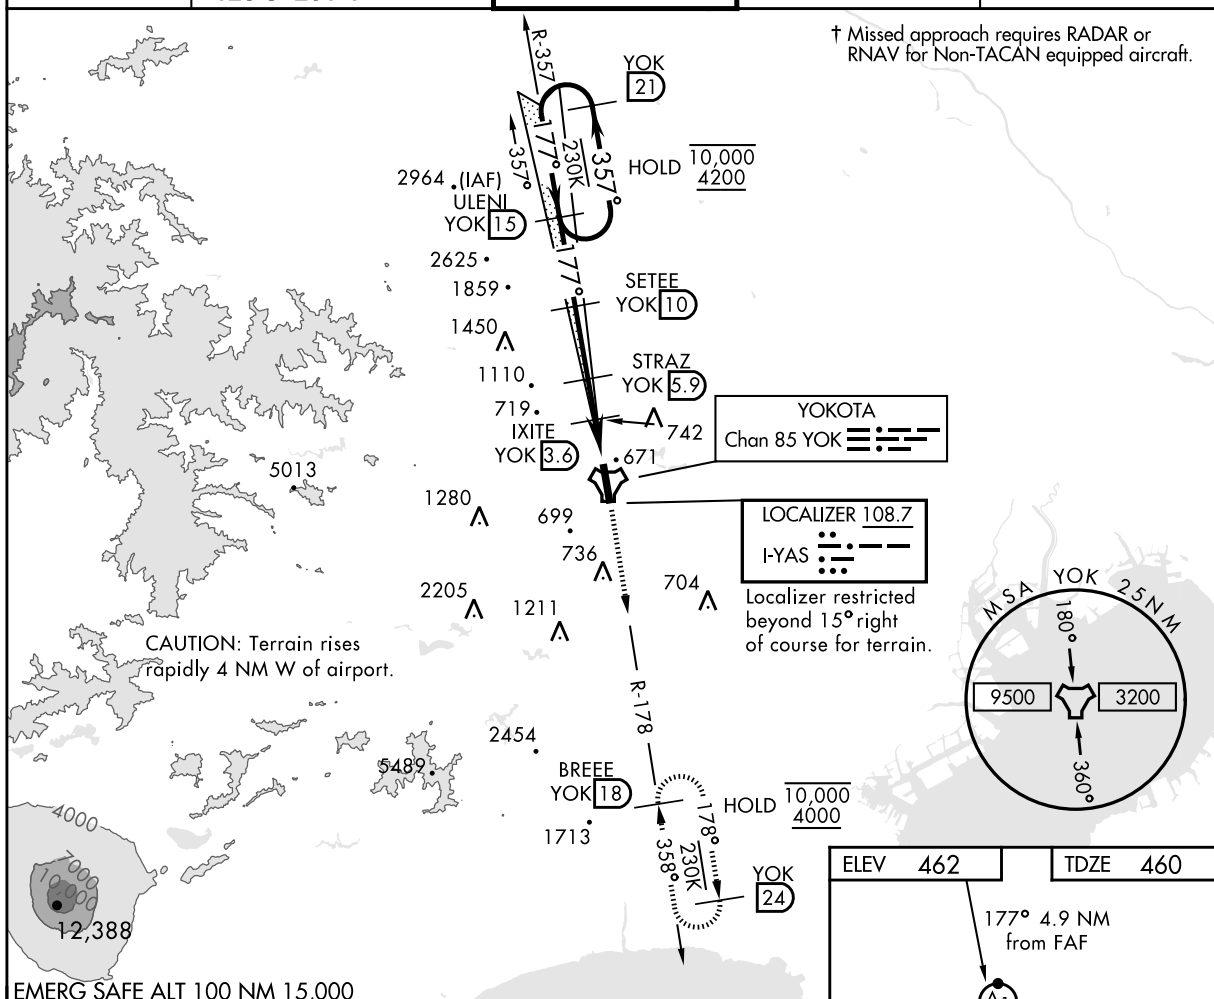 † Missed approach requires RADAR or
RNAV for Non-TACAN equipped aircraft.
R-357
YOK
21
177°
357°
230K
357°
HOLD 10,000
4200
2964
(IAF)
ULENI
YOK 15
2625
177°
1859
SETEE
YOK 10
1450
STRAZ
YOK 5.9
1110
719
IXITE
YOK 3.6
742
671
YOKOTA
Chan 85 YOK
5013
1280
699
LOCALIZER 108.7
I-YAS
736
704
2205
1211
Localizer restricted
beyond 15° right
of course for terrain.
CAUTION: Terrain rises
rapidly 4 NM W of airport.
MSA YOK 25NM
180°
9500
3200
360°
R-178
2454
5489
BREEE
YOK 18
1713
HOLD 10,000
4000
178°
230K
358°
YOK
24
4000
12,388
ELEV 462
TDZE 460
177° 4.9 NM
from FAF
EMERG SAFE ALT 100 NM 15,000